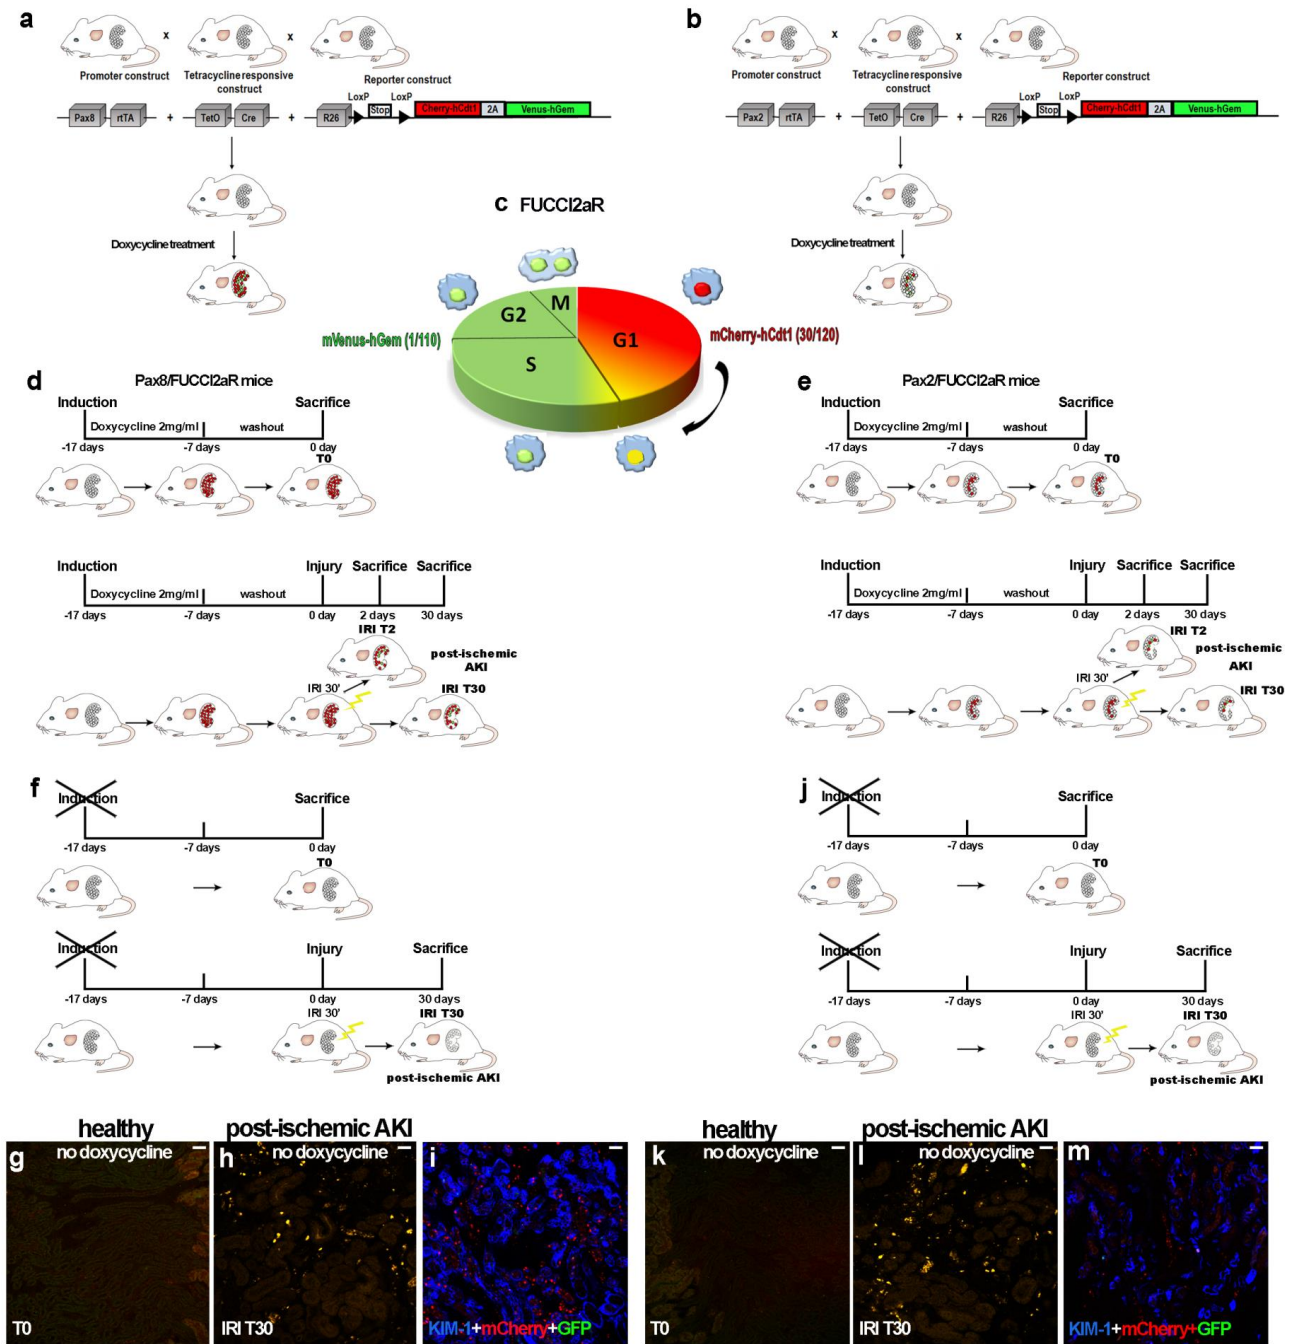 a
x
x
Promoter construct
Tetracycline responsive
construct
Reporter construct
LoxP
LoxP
Pax8
rtTA
+
TetO
Cre
+
R26
Stop
Cherry-hCdt1
2A
Venus-hGem
Doxycycline treatment
b
x
x
Promoter construct
Tetracycline responsive
construct
Reporter construct
LoxP
LoxP
Pax2
rtTA
+
TetO
Cre
+
R26
Stop
Cherry-hCdt1
2A
Venus-hGem
Doxycycline treatment
c FUCCI2aR
M
G2
G1
S
mVenus-hGem (1/110)
mCherry-hCdt1 (30/120)
d
Pax8/FUCCI2aR mice
Induction
Sacrifice
Doxycycline 2mg/ml
washout
-17 days
-7 days
0 day
T0
Induction
Injury
Sacrifice
Sacrifice
Doxycycline 2mg/ml
washout
-17 days
-7 days
0 day
2 days
30 days
IRI T2
post-ischemic
AKI
IRI 30'
IRI T30
e
Pax2/FUCCI2aR mice
Induction
Sacrifice
Doxycycline 2mg/ml
washout
-17 days
-7 days
0 day
T0
Induction
Injury
Sacrifice
Sacrifice
Doxycycline 2mg/ml
washout
-17 days
-7 days
0 day
2 days
30 days
IRI T2
post-ischemic
AKI
IRI 30'
IRI T30
f
Induction
Sacrifice
-17 days
-7 days
0 day
T0
Induction
Injury
Sacrifice
-17 days
-7 days
0 day
30 days
IRI 30'
IRI T30
post-ischemic AKI
j
Induction
Sacrifice
-17 days
-7 days
0 day
T0
Induction
Injury
Sacrifice
-17 days
-7 days
0 day
30 days
IRI 30'
IRI T30
post-ischemic AKI
healthy
post-ischemic AKI
g
no doxycycline
T0
h
no doxycycline
IRI T30
i
KIM-1+mCherry+GFP
healthy
post-ischemic AKI
k
no doxycycline
T0
l
no doxycycline
IRI T30
m
KIM-1+mCherry+GFP